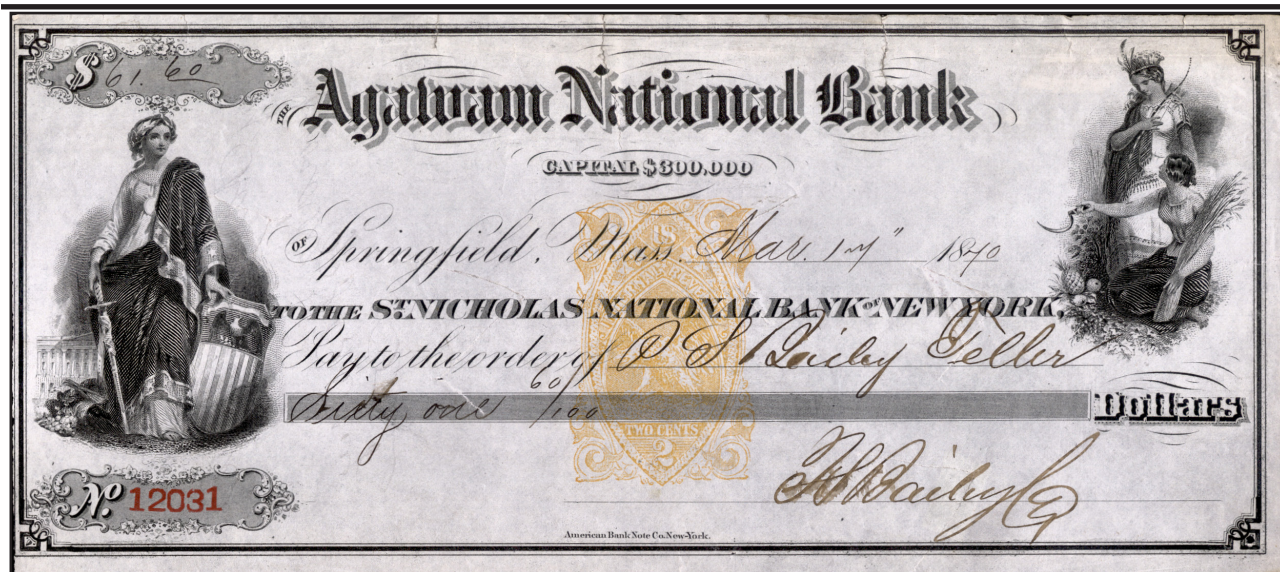 $ 61.60
THE Agawam National Bank
CAPITAL $300,000
OF Springfield, Mass. Mar. 17" 1870
TO THE ST. NICHOLAS NATIONAL BANK OF NEW YORK,
Pay to the order of O S Bailey Teller
Sixty one 60/100 Dollars
U.S.
TWO CENTS
2
No. 12031
Bailey
American Bank Note Co. New-York.